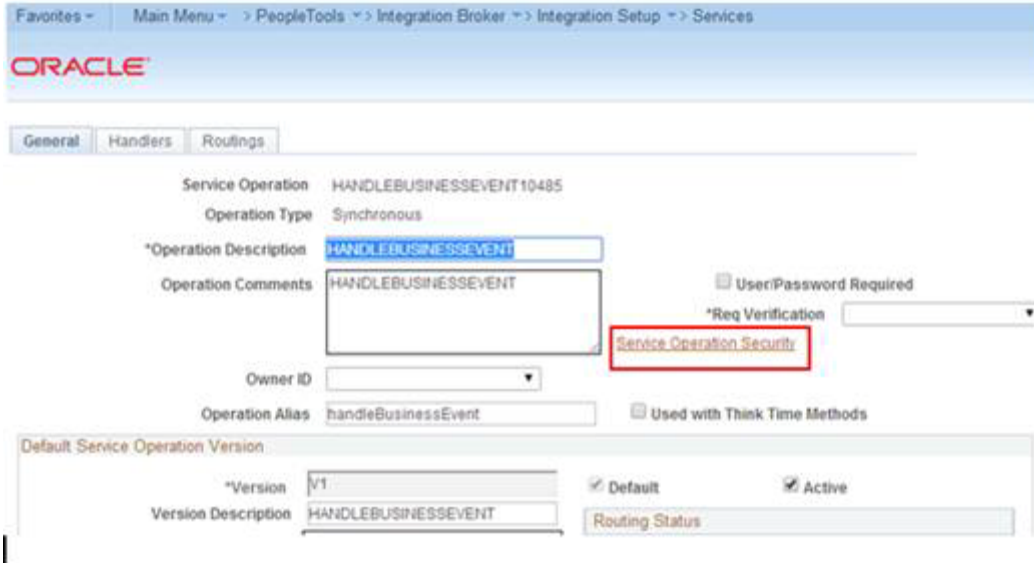 Favorites Main Menu > PeopleTools > Integration Broker > Integration Setup > Services
ORACLE
General Handlers Routings
Service Operation HANDLEBUSINESSEVENT10485
Operation Type Synchronous
*Operation Description HANDLEBUSINESSEVENT
Operation Comments HANDLEBUSINESSEVENT User/Password Required
*Req Verification
Service Operation Security
Owner ID
Operation Alias handleBusinessEvent Used with Think Time Methods
Default Service Operation Version
*Version V1 Default Active
Version Description HANDLEBUSINESSEVENT Routing Status